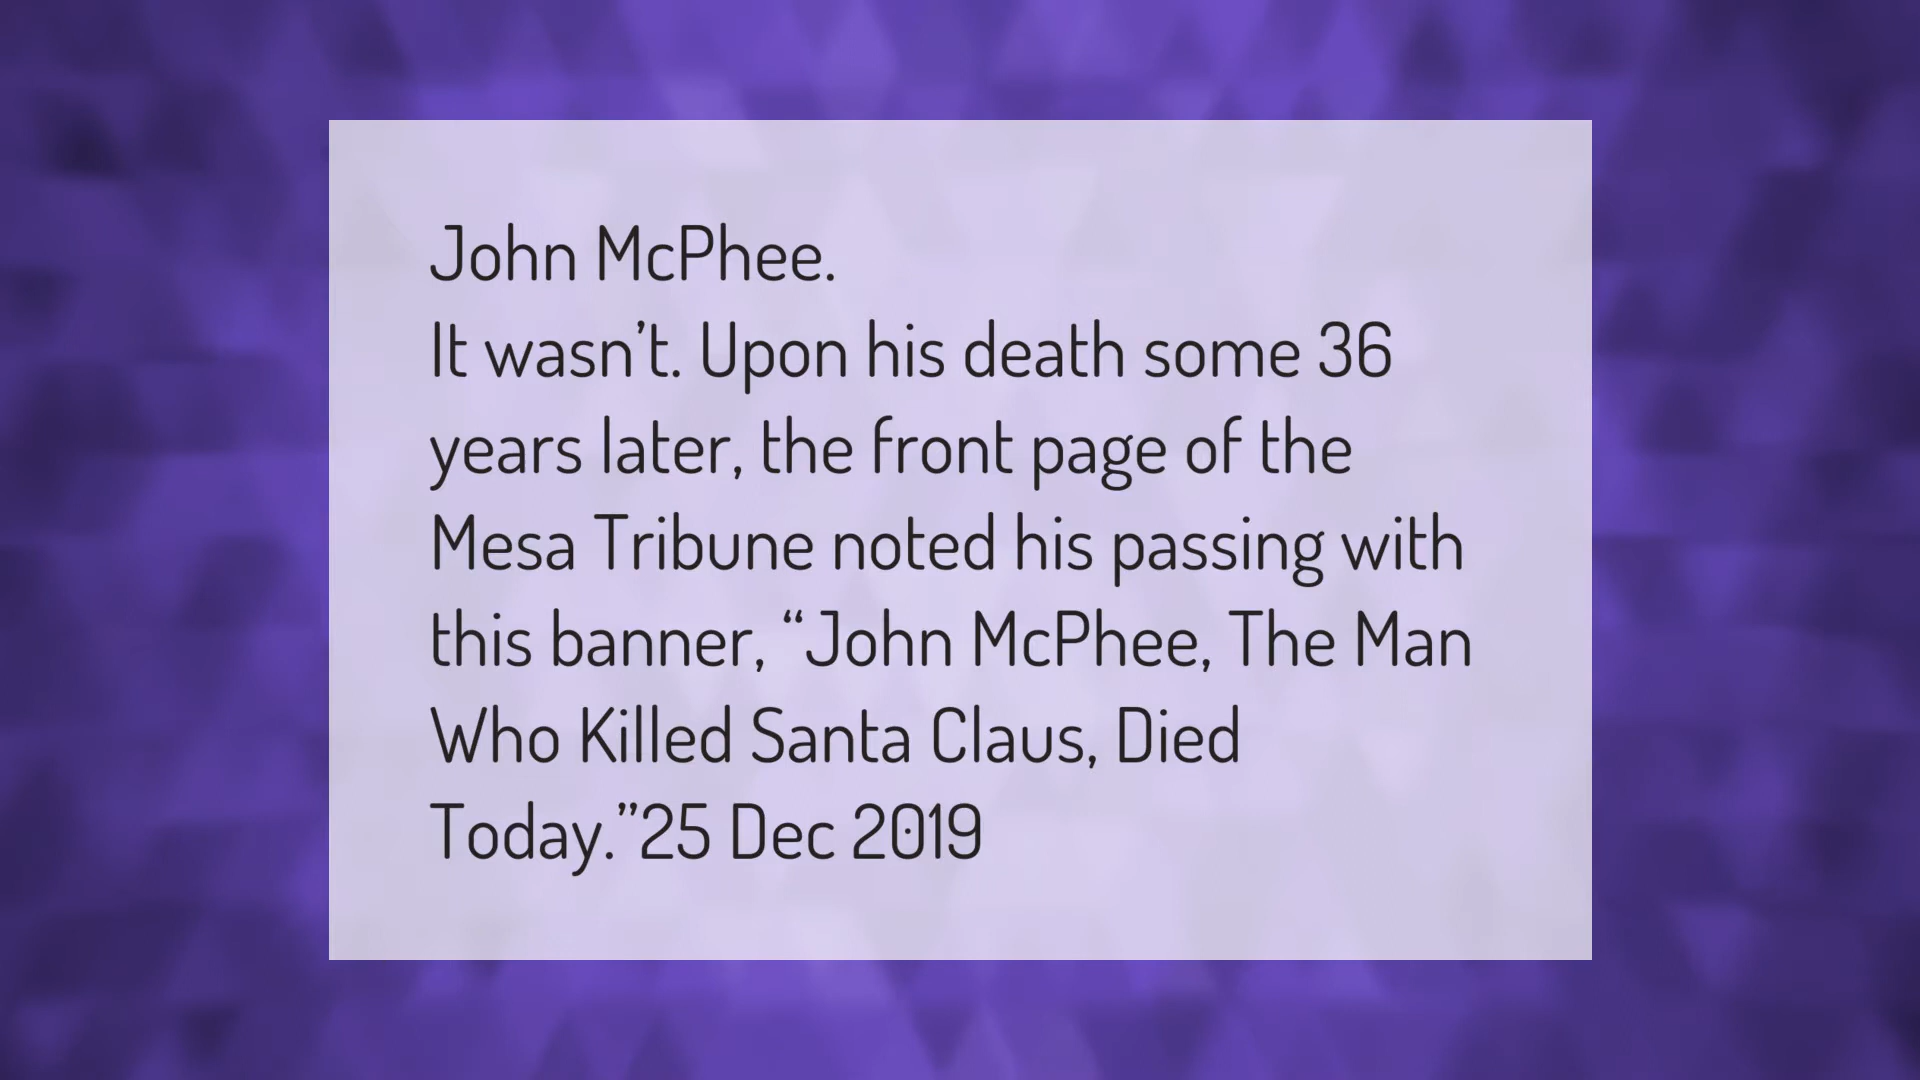 John McPhee.
It wasn’t. Upon his death some 36
years later, the front page of the
Mesa Tribune noted his passing with
this banner, “John McPhee, The Man
Who Killed Santa Claus, Died
Today.”25 Dec 2019